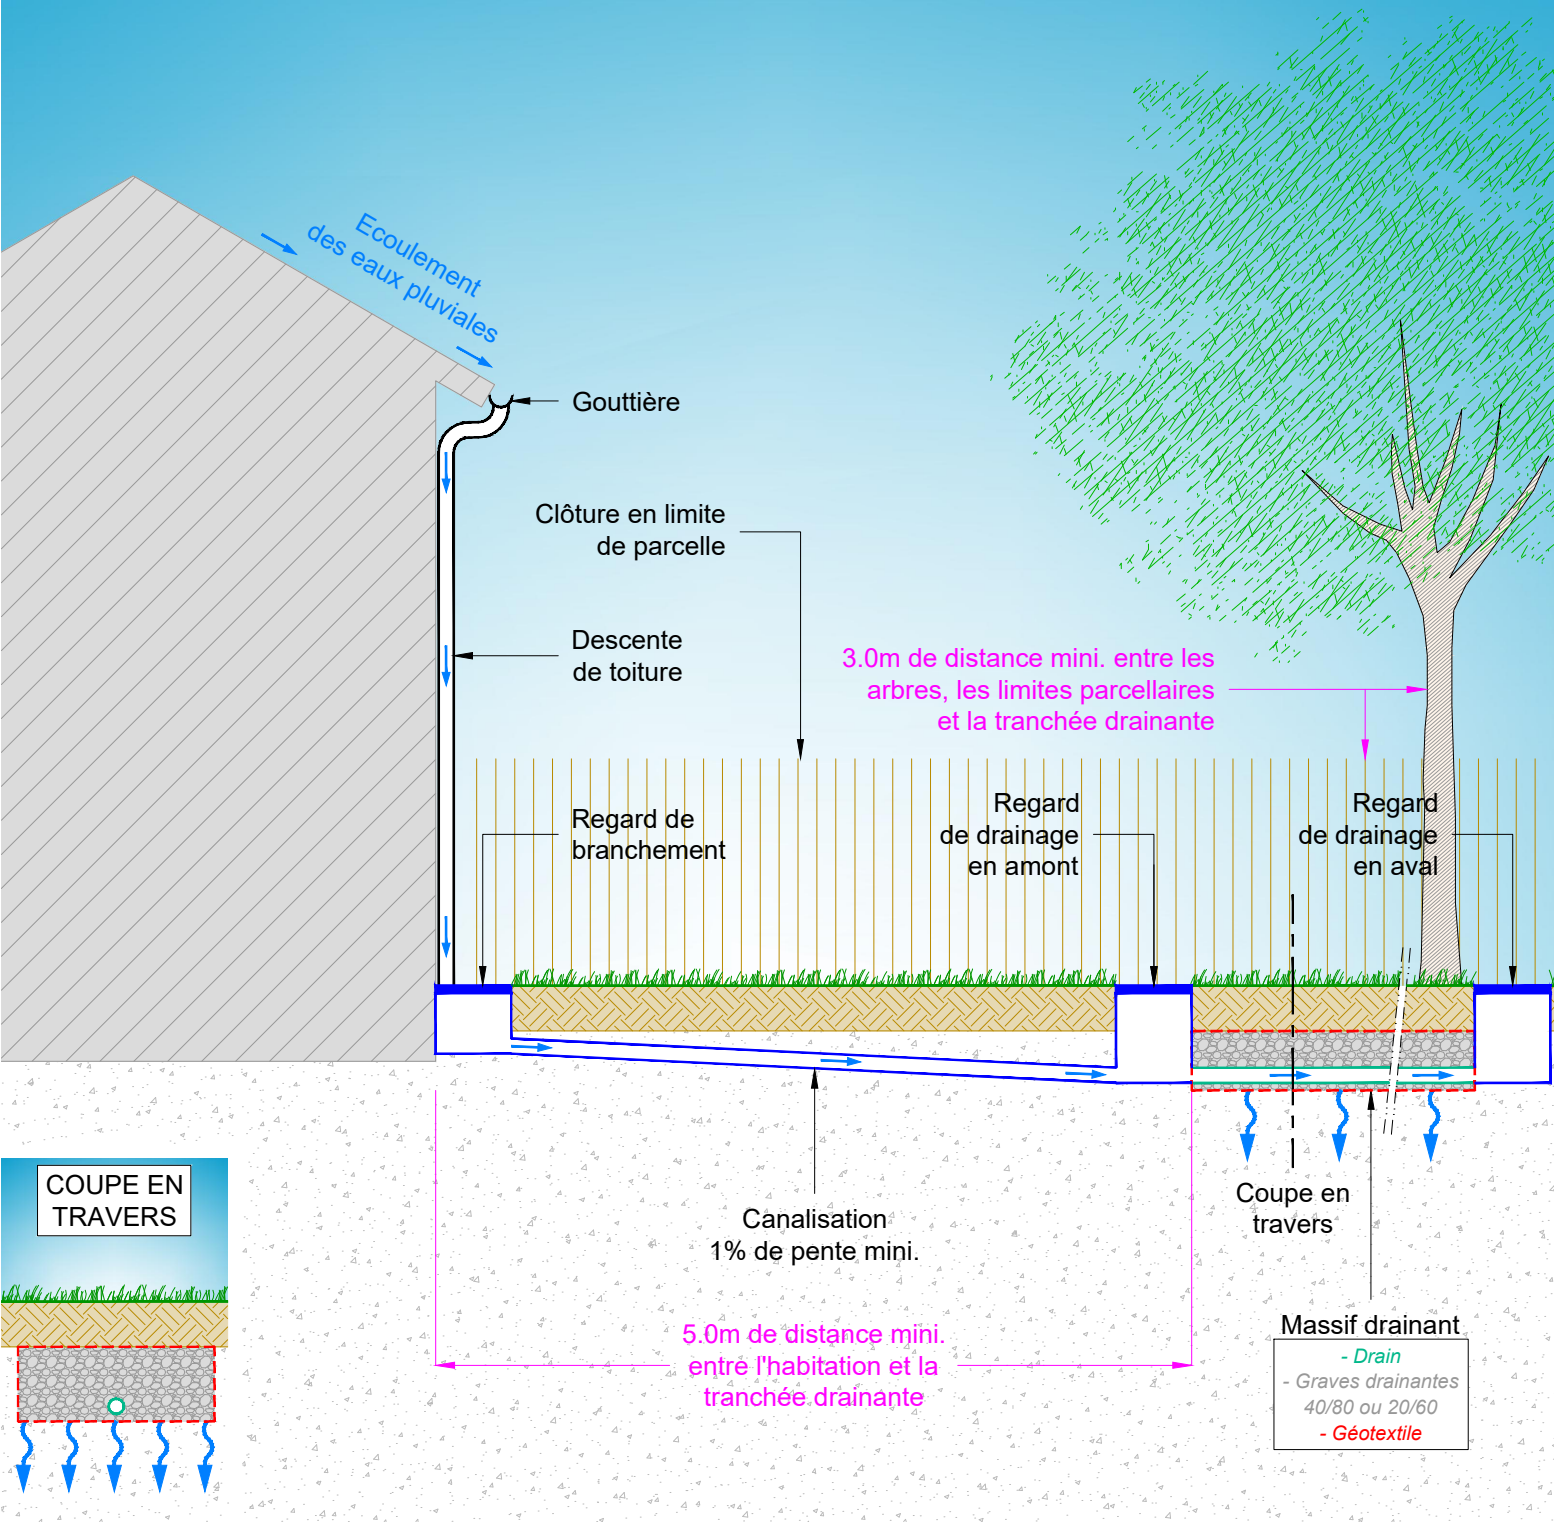 Ecoulement
des eaux pluviales
Gouttière
Clôture en limite
de parcelle
Descente
de toiture
3.0m de distance mini. entre les
arbres, les limites parcellaires
et la tranchée drainante
Regard de
branchement
Regard
de drainage
en amont
Regard
de drainage
en aval
COUPE EN
TRAVERS
Canalisation
1% de pente mini.
Coupe en
travers
5.0m de distance mini.
entre l'habitation et la
tranchée drainante
Massif drainant
- Drain
- Graves drainantes
40/80 ou 20/60
- Géotextile